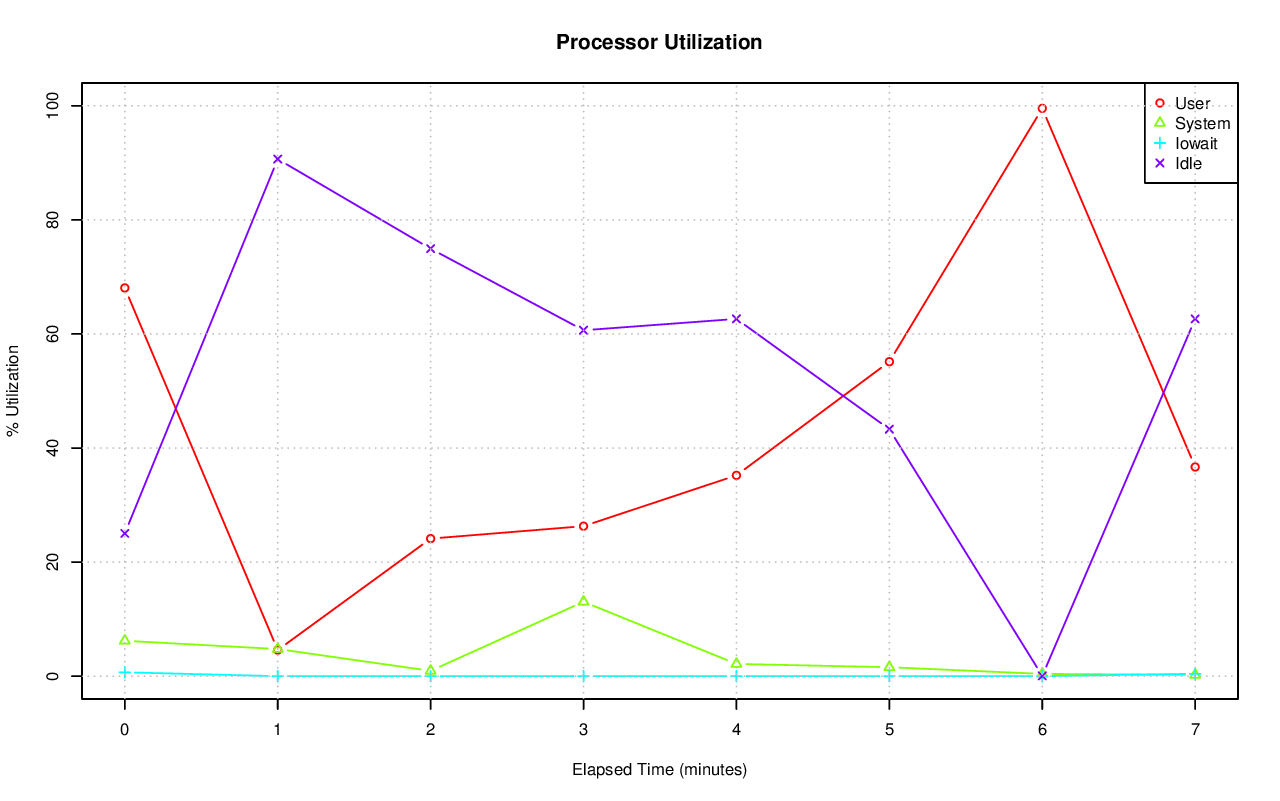 Processor Utilization
% Utilization
100
80
60
40
20
0
User
System
Iowait
Idle
0 1 2 3 4 5 6 7
Elapsed Time (minutes)